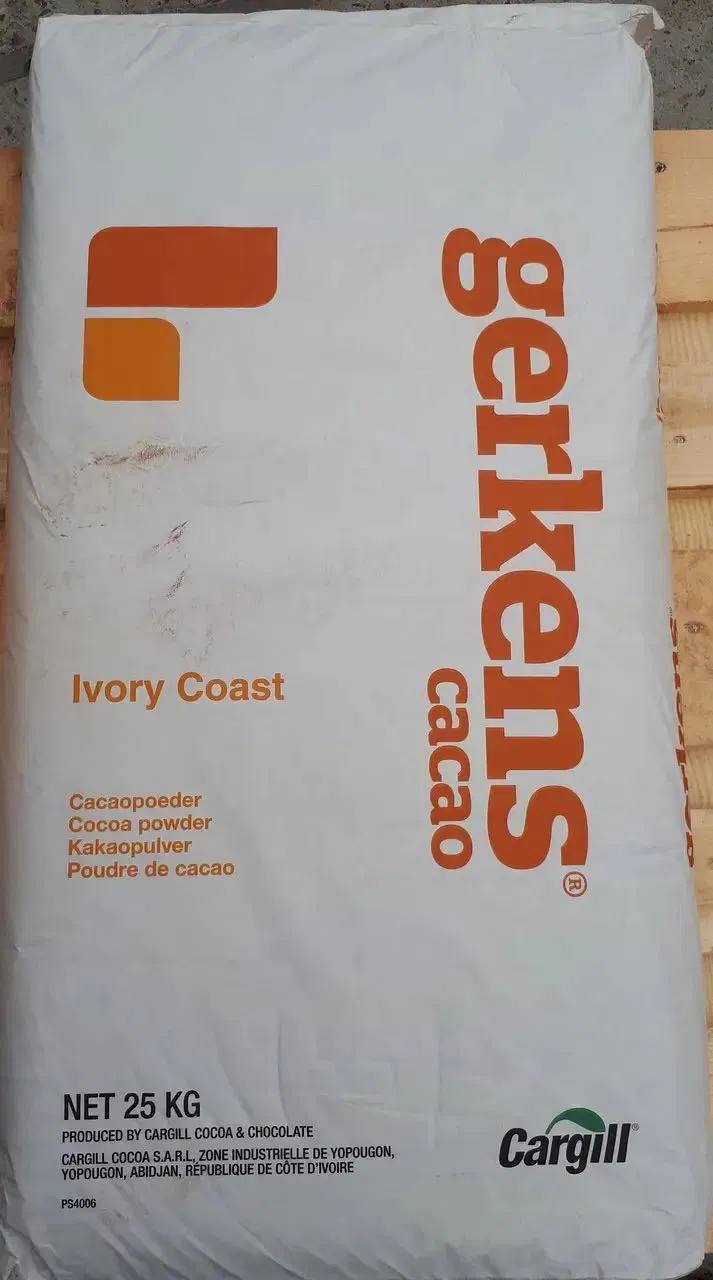 gerkens®
cacao
Ivory Coast
Cacaopoeder
Cocoa powder
Kakaopulver
Poudre de cacao
NET 25 KG
PRODUCED BY CARGILL COCOA & CHOCOLATE
CARGILL COCOA S.A.R.L, ZONE INDUSTRIELLE DE YOPOUGON,
YOPOUGON, ABIDJAN, RÉPUBLIQUE DE CÔTE D'IVOIRE
PS4006
Cargill®